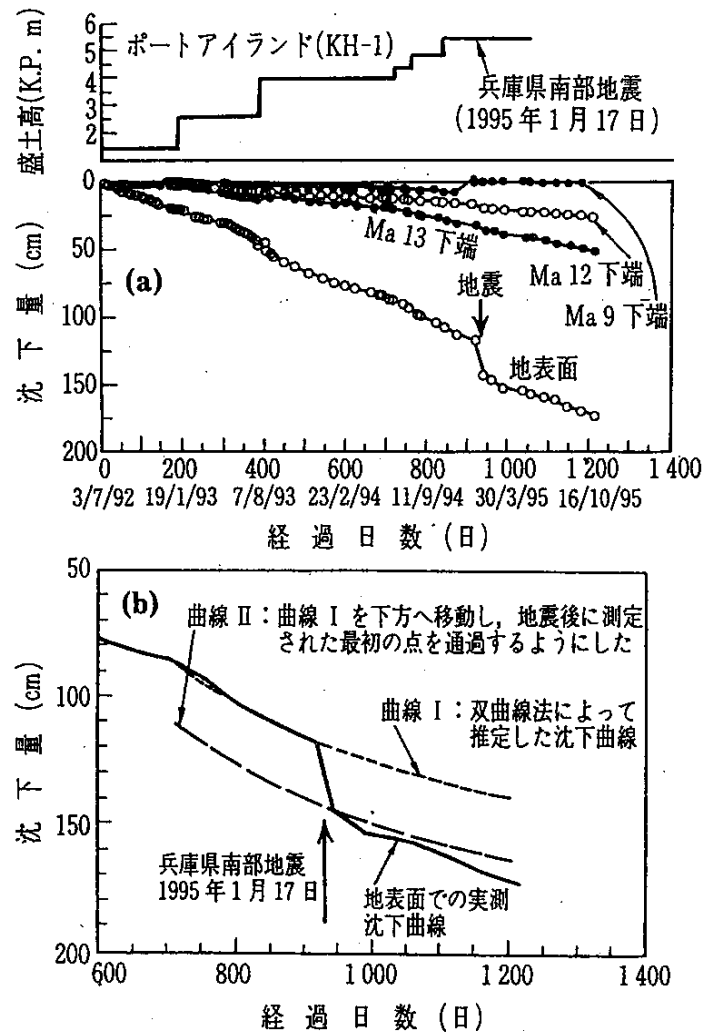 6
5
4
3
2
盛土高(K.P. m)
ポートアイランド(KH-1)
兵庫県南部地震
(1995年1月17日)
0
50
100
150
200
沈下量 (cm)
(a)
Ma 13 下端
Ma 12 下端
Ma 9 下端
地震
地表面
0 200 400 600 800 1 000 1 200 1 400
3/7/92 19/1/93 7/8/93 23/2/94 11/9/94 30/3/95 16/10/95
経過日数(日)
50
100
150
200
沈下量 (cm)
(b)
曲線 II:曲線 I を下方へ移動し,地震後に測定
された最初の点を通過するようにした
曲線 I:双曲線法によって
推定した沈下曲線
兵庫県南部地震
1995年1月17日
地表面での実測
沈下曲線
600 800 1 000 1 200 1 400
経過日数(日)